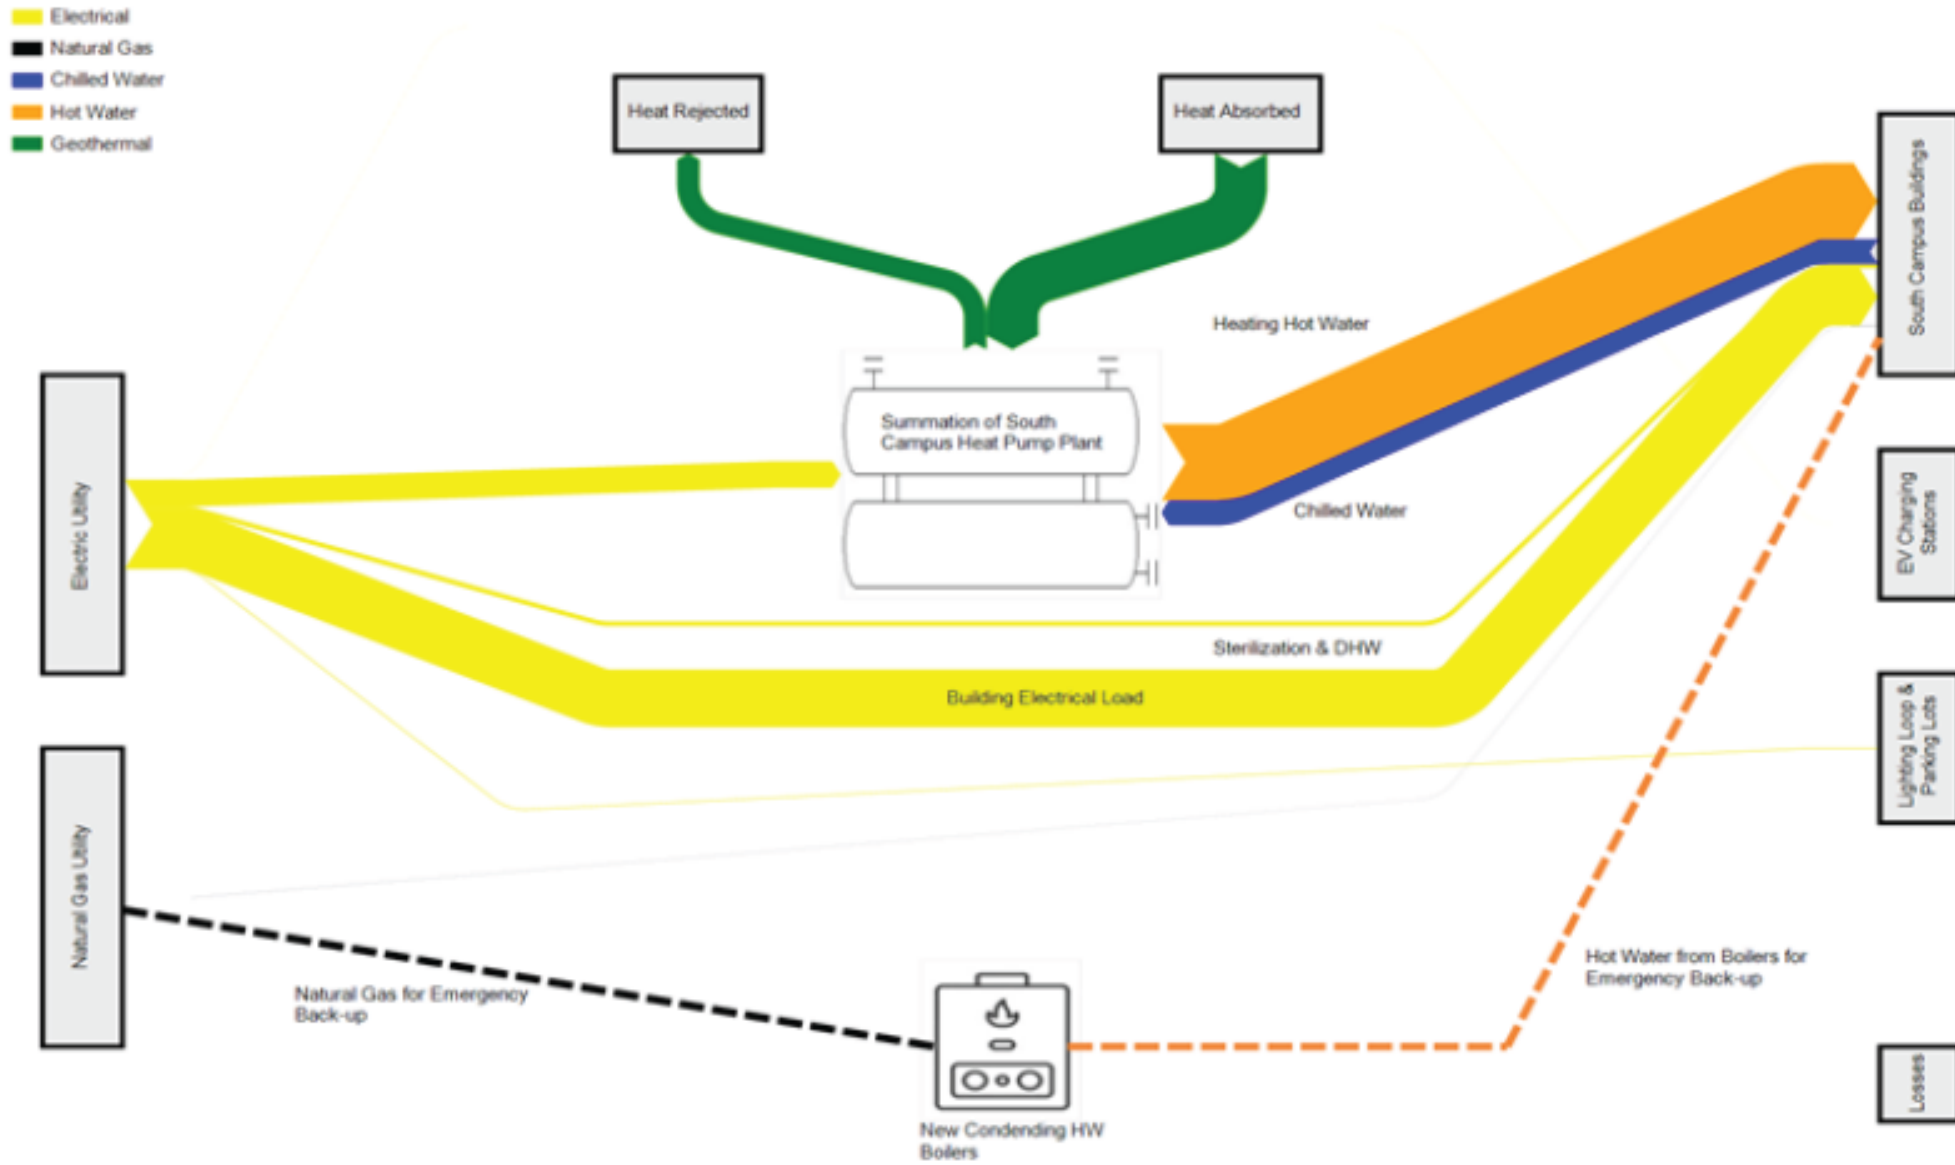 Electrical
Natural Gas
Chilled Water
Hot Water
Geothermal
Heat Rejected
Heat Absorbed
South Campus Buildings
Heating Hot Water
Summation of South
Campus Heat Pump Plant
Chilled Water
Electric Utility
EV Charging
Stations
Sterilization & DHW
Building Electrical Load
Lighting Loop &
Parking Lots
Natural Gas Utility
Natural Gas for Emergency
Back-up
Hot Water from Boilers for
Emergency Back-up
New Condending HW
Boilers
Losses